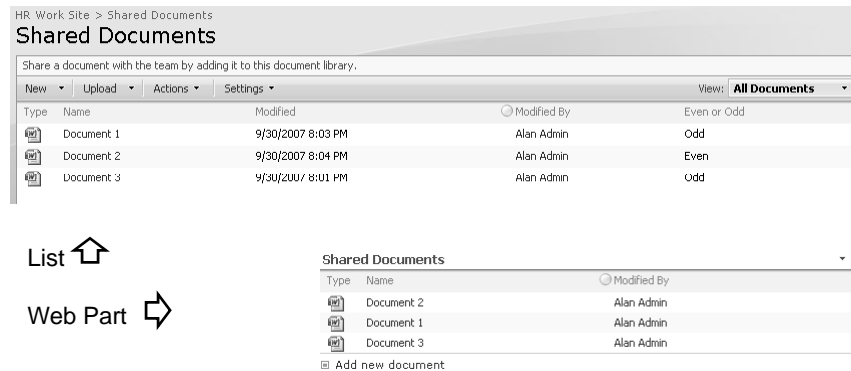 HR Work Site > Shared Documents
Shared Documents
Share a document with the team by adding it to this document library.
New Upload Actions Settings View: All Documents
Type Name Modified Modified By Even or Odd
Document 1 9/30/2007 8:03 PM Alan Admin Odd
Document 2 9/30/2007 8:04 PM Alan Admin Even
Document 3 9/30/2007 8:01 PM Alan Admin Odd
List
Shared Documents
Type Name Modified By
Web Part
Document 2 Alan Admin
Document 1 Alan Admin
Document 3 Alan Admin
Add new document